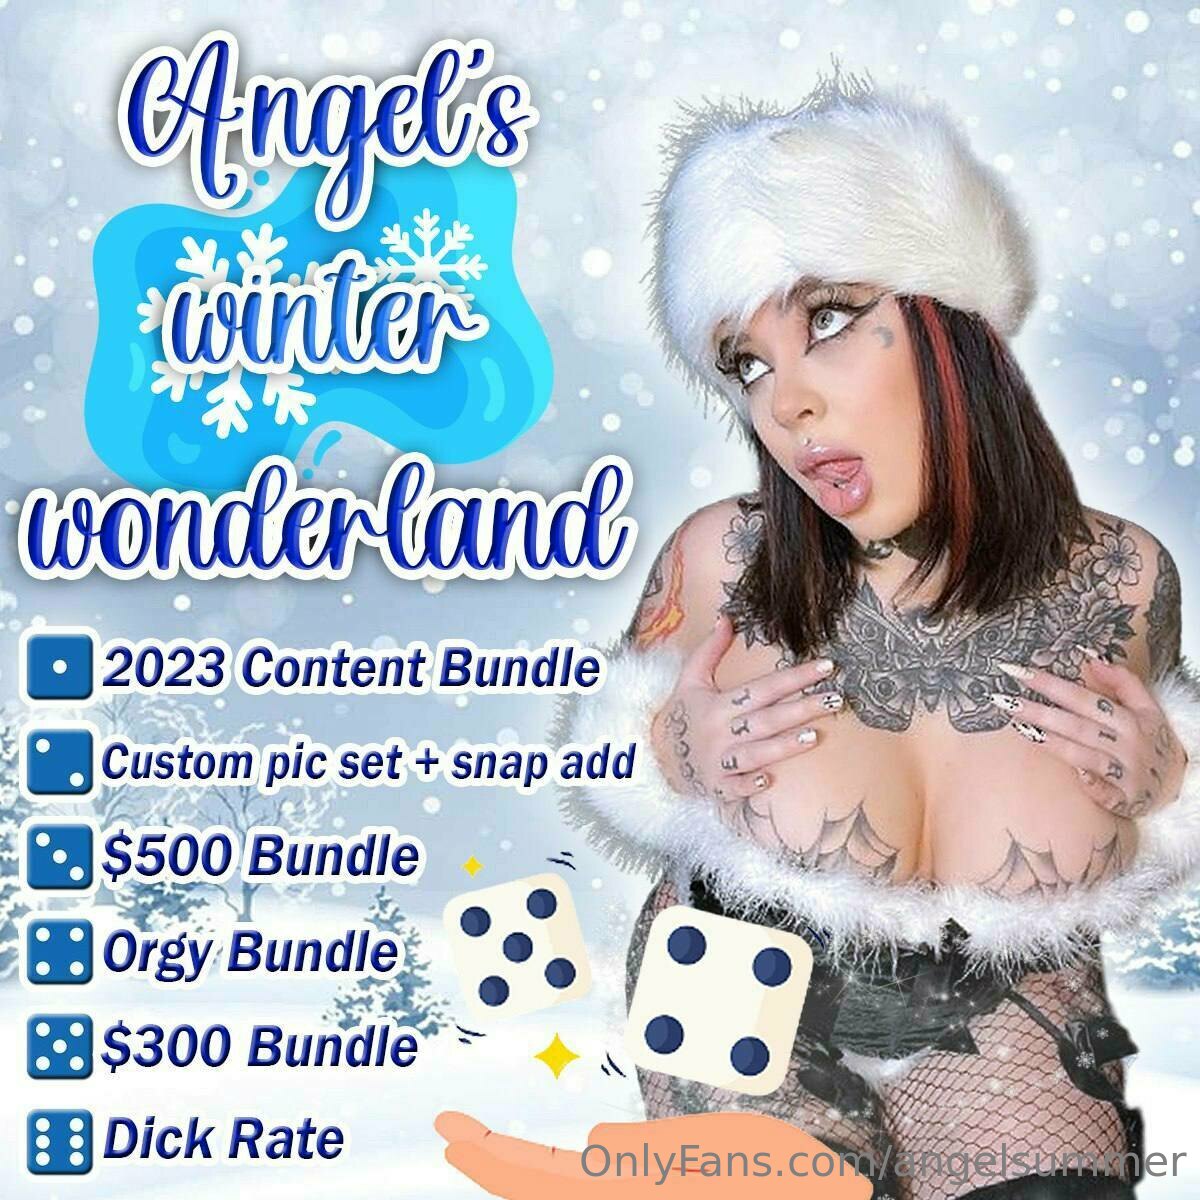 Angel's
winter
wonderland
2023 Content Bundle
Custom pic set + snap add
$500 Bundle
Orgy Bundle
$300 Bundle
Dick Rate
OnlyFans.com/angelsummer